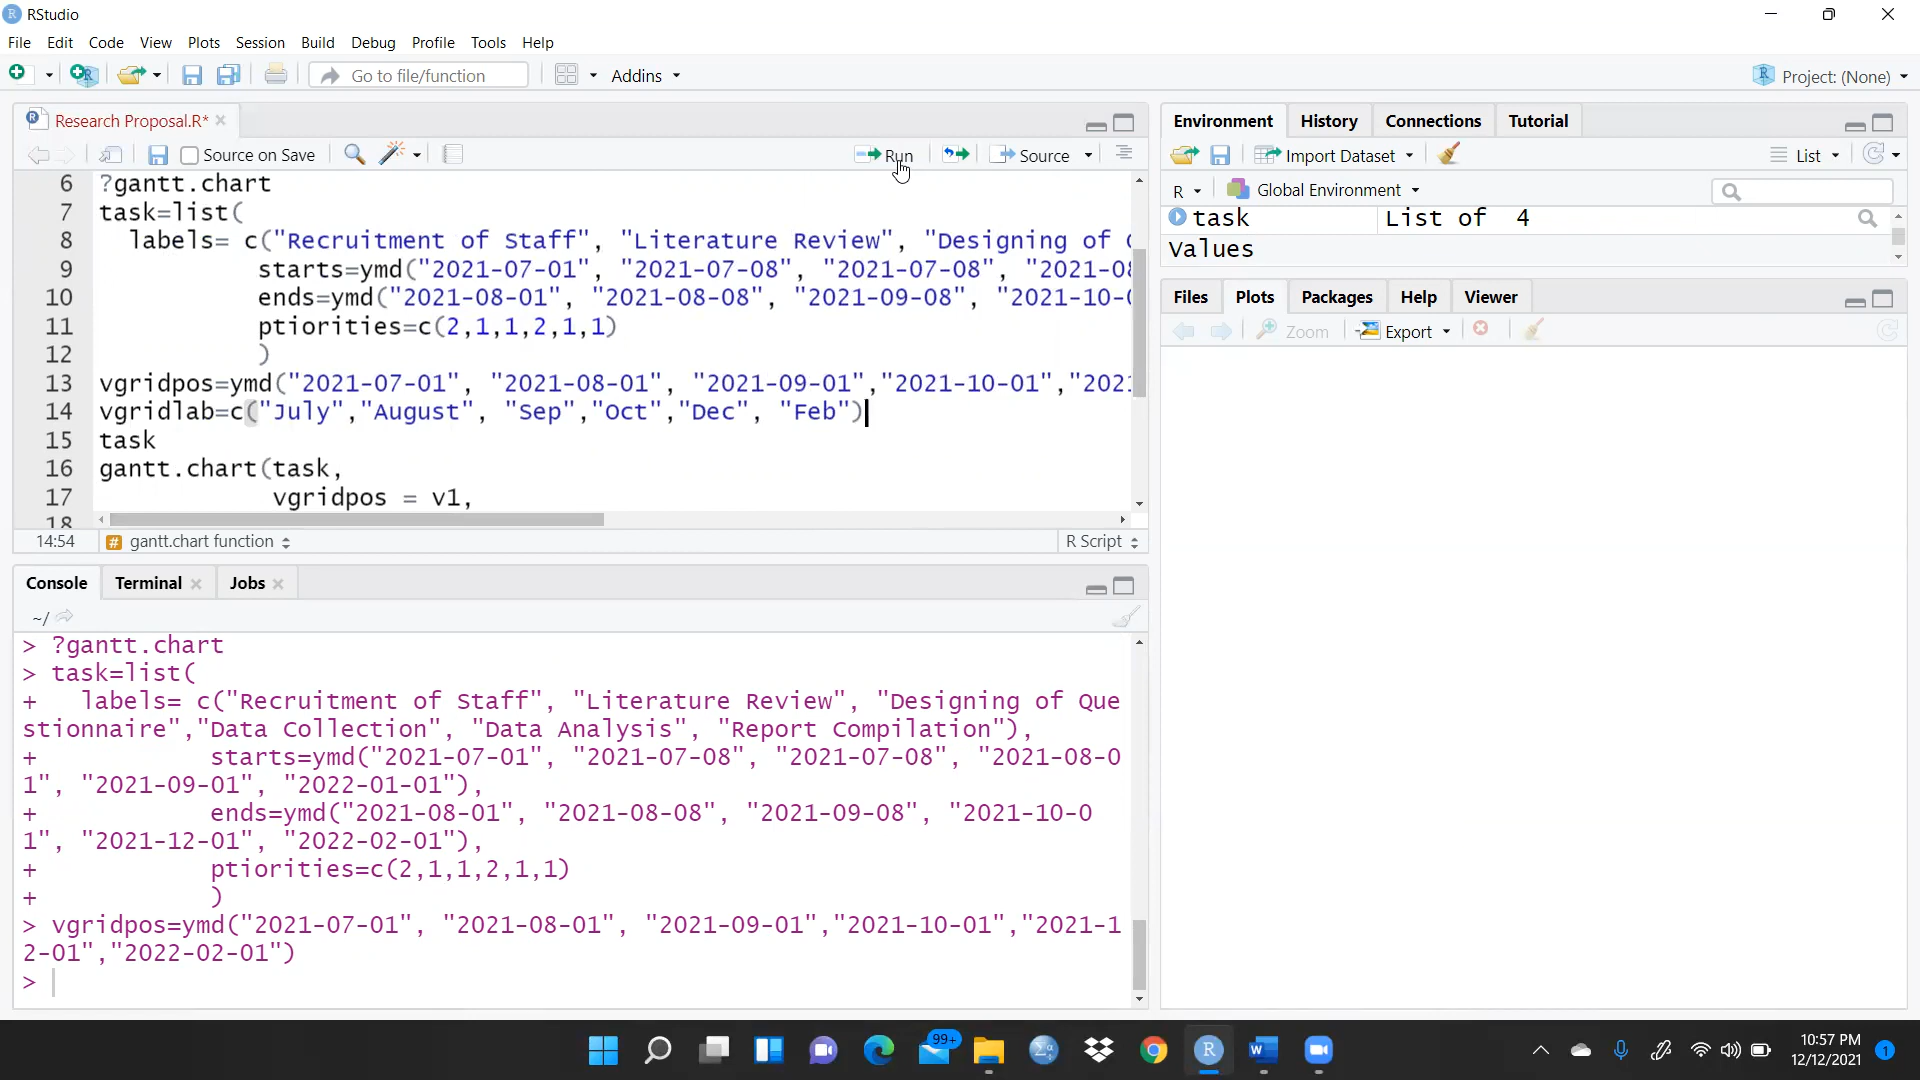 RStudio
File Edit Code View Plots Session Build Debug Profile Tools Help
Go to file/function Addins Project: (None)
Research Proposal.R*
Source on Save Run Source
6 ?gantt.chart
7 task=list(
8 labels= c("Recruitment of Staff", "Literature Review", "Designing of
9 starts=ymd("2021-07-01", "2021-07-08", "2021-07-08", "2021-08
10 ends=ymd("2021-08-01", "2021-08-08", "2021-09-08", "2021-10-0
11 ptiorities=c(2,1,1,2,1,1)
12 )
13 vgridpos=ymd("2021-07-01", "2021-08-01", "2021-09-01","2021-10-01","2021
14 vgridlab=c("July","August", "Sep","Oct","Dec", "Feb")
15 task
16 gantt.chart(task,
17 vgridpos = v1,
18
14:54 # gantt.chart function R Script
Console Terminal Jobs
~/
> ?gantt.chart
> task=list(
+ labels= c("Recruitment of Staff", "Literature Review", "Designing of Que
stionnaire","Data Collection", "Data Analysis", "Report Compilation"),
+ starts=ymd("2021-07-01", "2021-07-08", "2021-07-08", "2021-08-0
1", "2021-09-01", "2022-01-01"),
+ ends=ymd("2021-08-01", "2021-08-08", "2021-09-08", "2021-10-0
1", "2021-12-01", "2022-02-01"),
+ ptiorities=c(2,1,1,2,1,1)
+ )
> vgridpos=ymd("2021-07-01", "2021-08-01", "2021-09-01","2021-10-01","2021-1
2-01","2022-02-01")
>
Environment History Connections Tutorial
Import Dataset List
R Global Environment
task List of 4
Values
Files Plots Packages Help Viewer
Zoom Export
99+
10:57 PM
12/12/2021
1